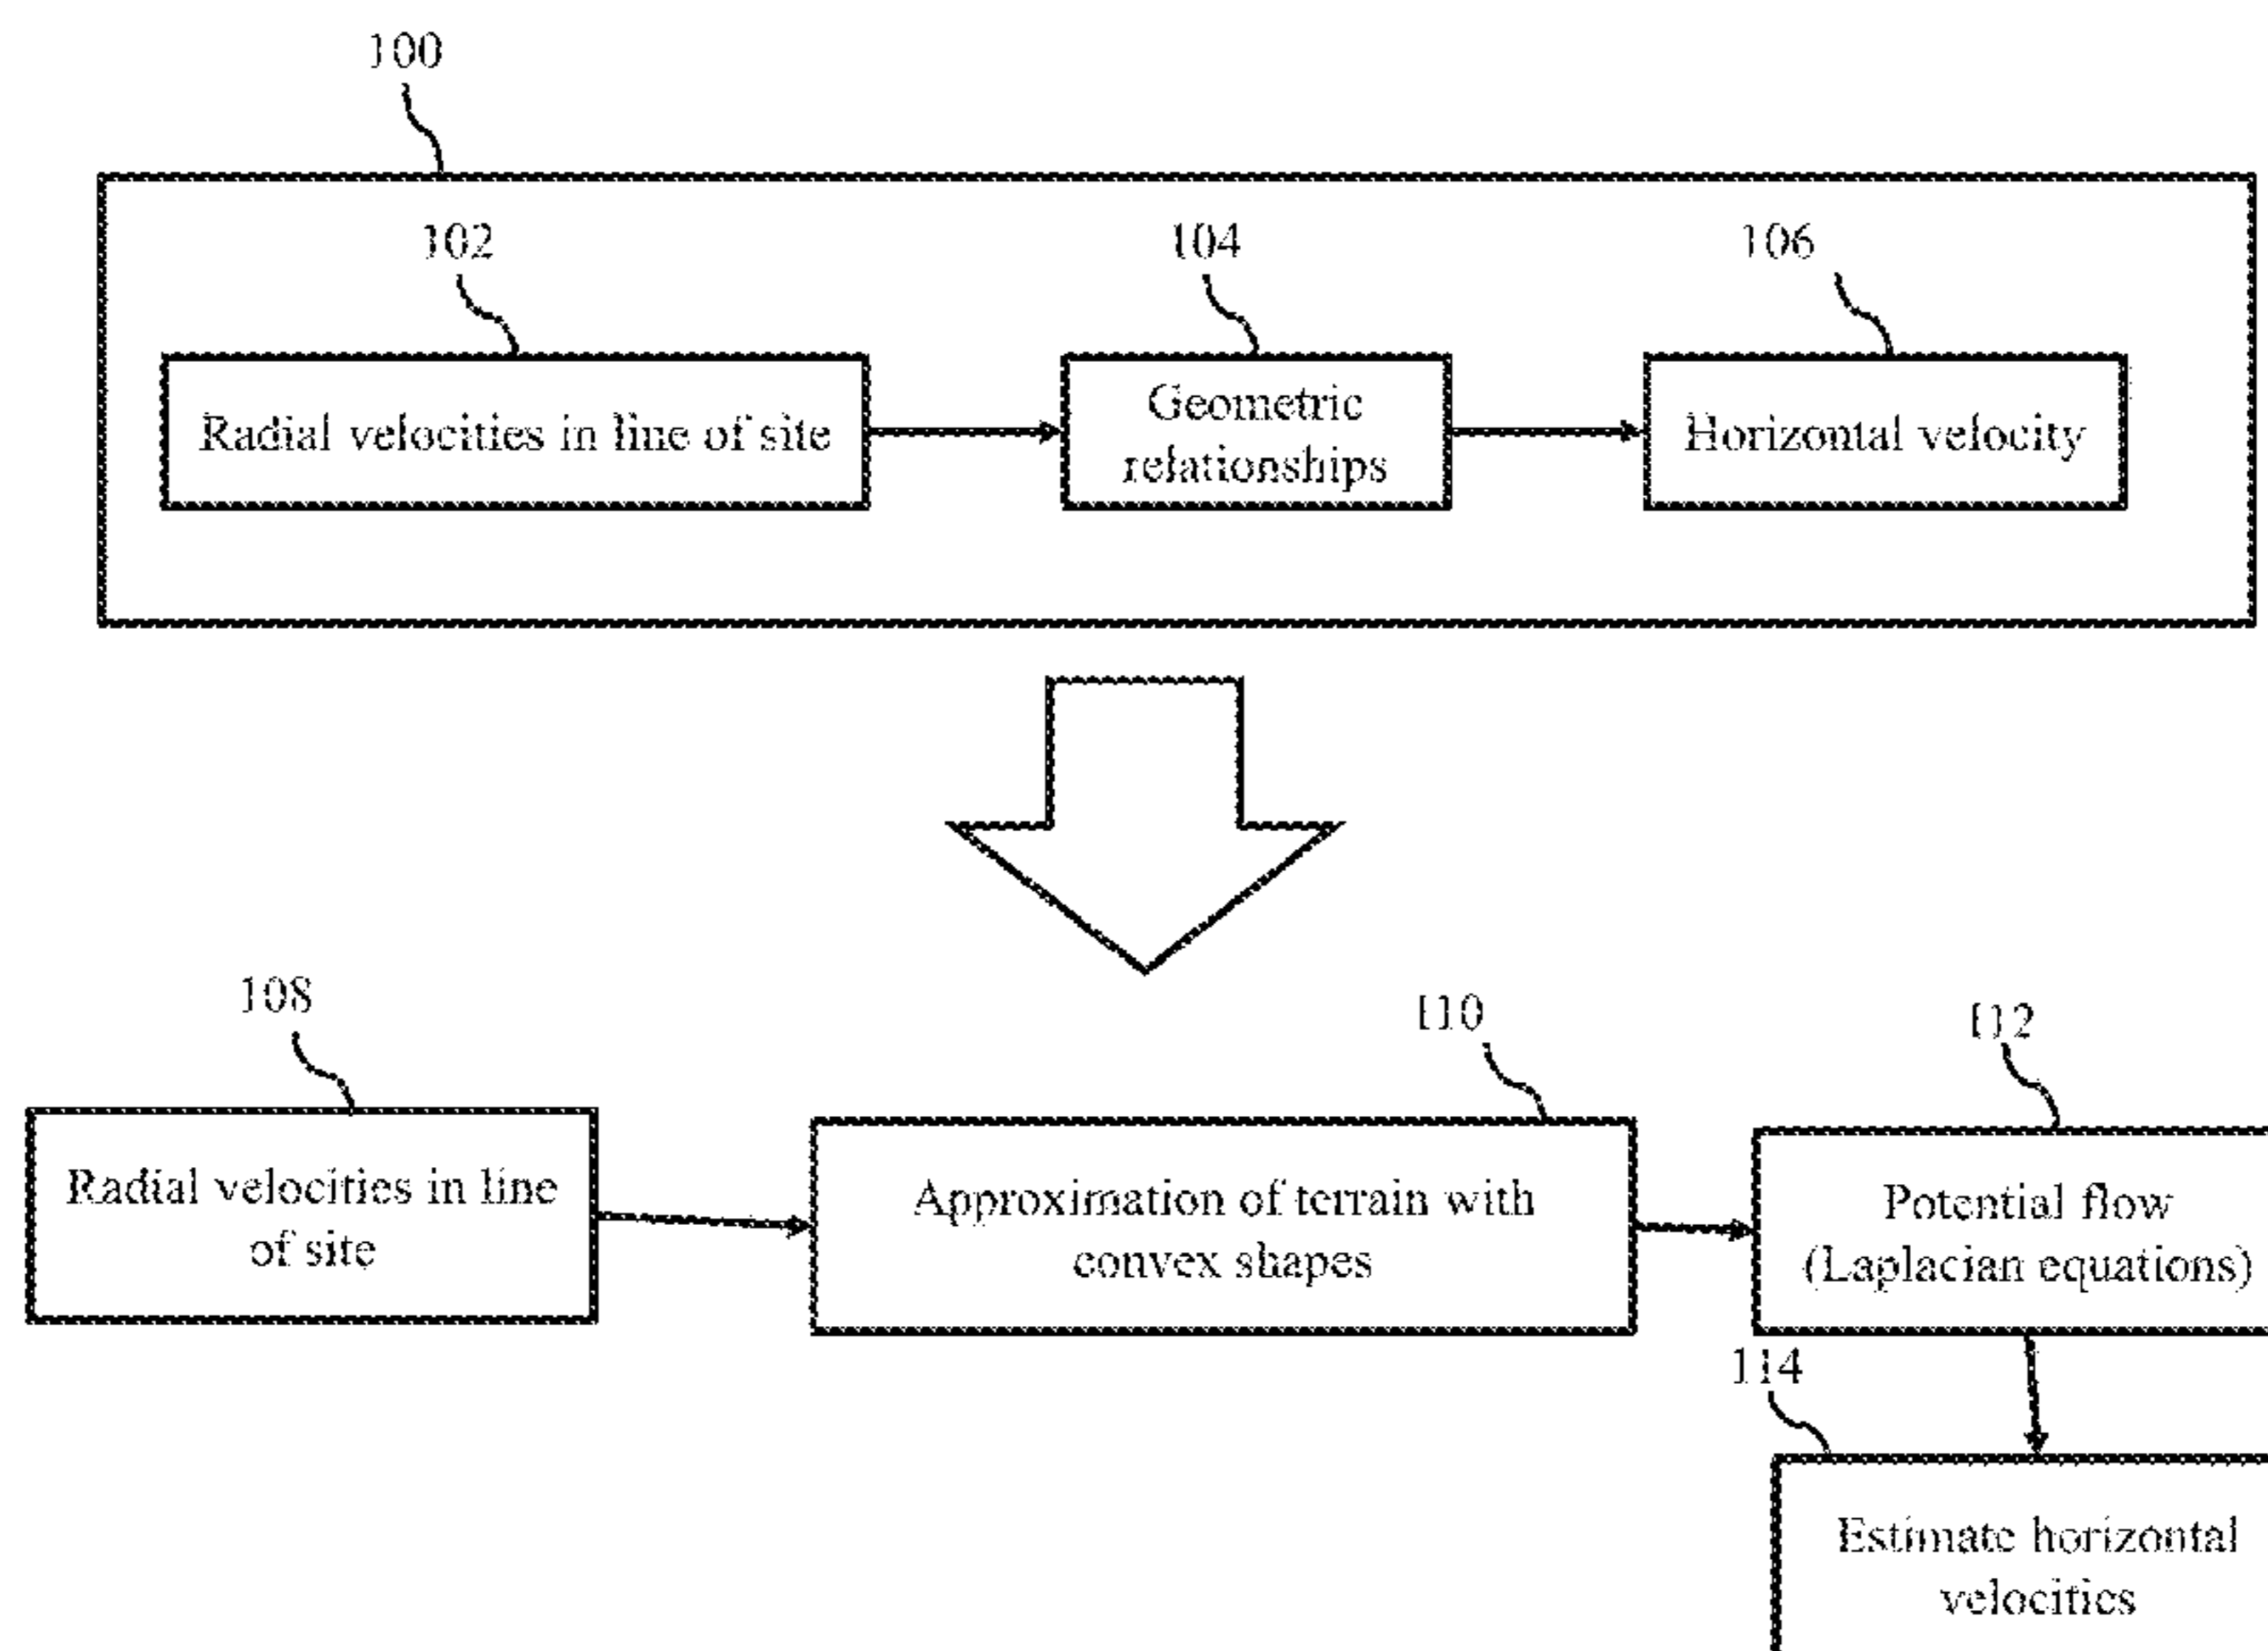 100
102
104
106
Radial velocities in line of site
Geometric
relationships
Horizontal velocity
108
110
112
Radial velocities in line
of site
Approximation of terrain with
convex shapes
Potential flow
(Laplacian equations)
114
Estimate horizontal
velocities